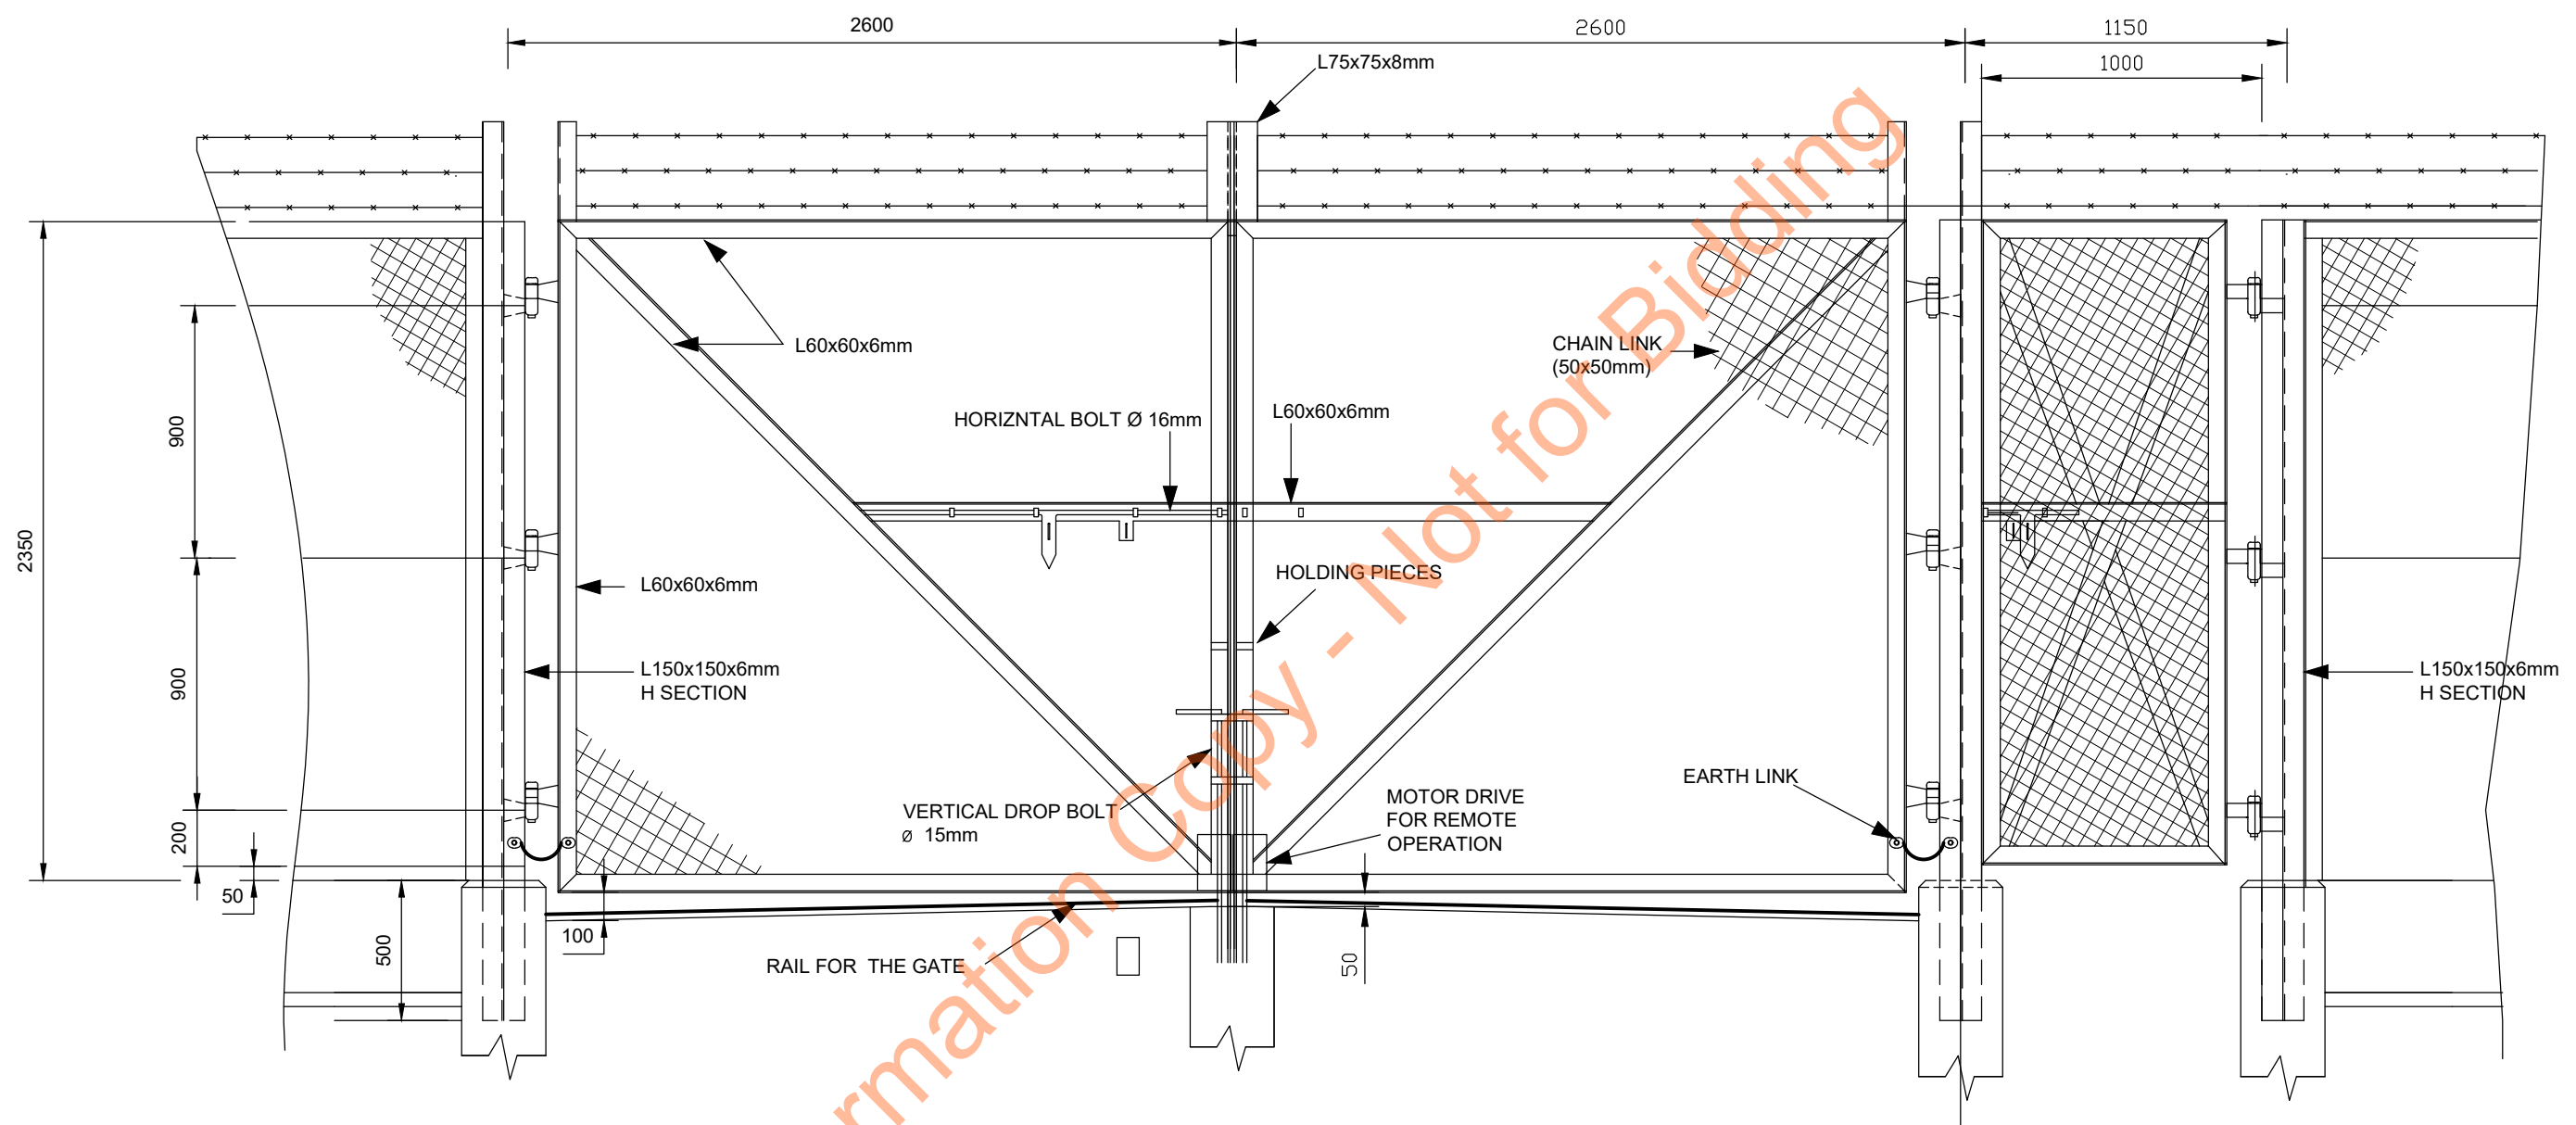 2600
2600
1150
1000
L75x75x8mm
L60x60x6mm
CHAIN LINK
(50x50mm)
HORIZNTAL BOLT Ø 16mm
L60x60x6mm
900
2350
HOLDING PIECES
L60x60x6mm
L150x150x6mm
H SECTION
L150x150x6mm
H SECTION
900
EARTH LINK
MOTOR DRIVE
FOR REMOTE
OPERATION
VERTICAL DROP BOLT
Ø 15mm
200
50
500
100
RAIL FOR THE GATE
50
rmation Copy - Not for Bidding